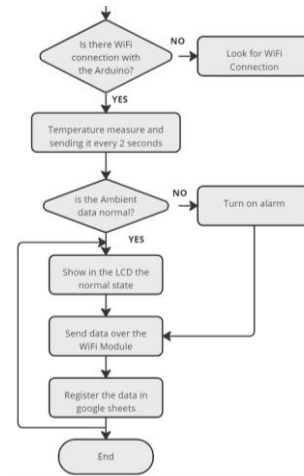 Is there WiFi
connection with
the Arduino?
NO
Look for WiFi
Connection
YES
Temperature measure and
sending it every 2 seconds
is the Ambient
data normal?
NO
Turn on alarm
YES
Show in the LCD the
normal state
Send data over the
WiFi Module
Register the data in
google sheets
End